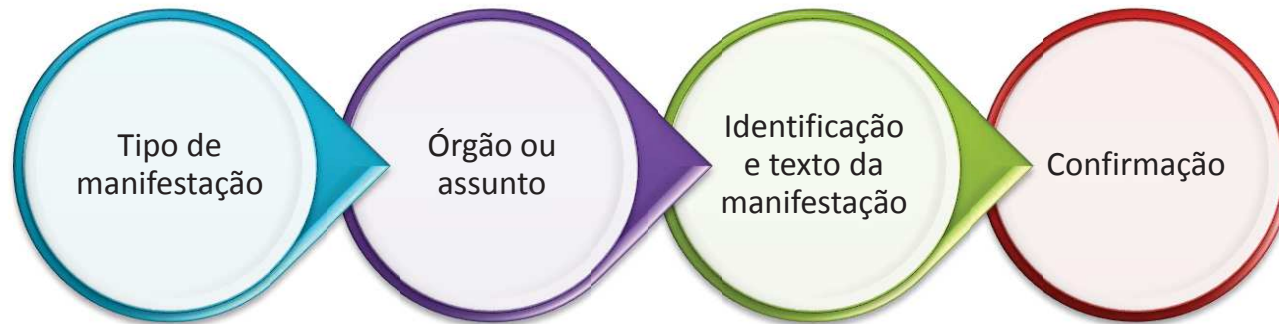 Tipo de
manifestação
Órgão ou
assunto
Identificação
e texto da
manifestação
Confirmação